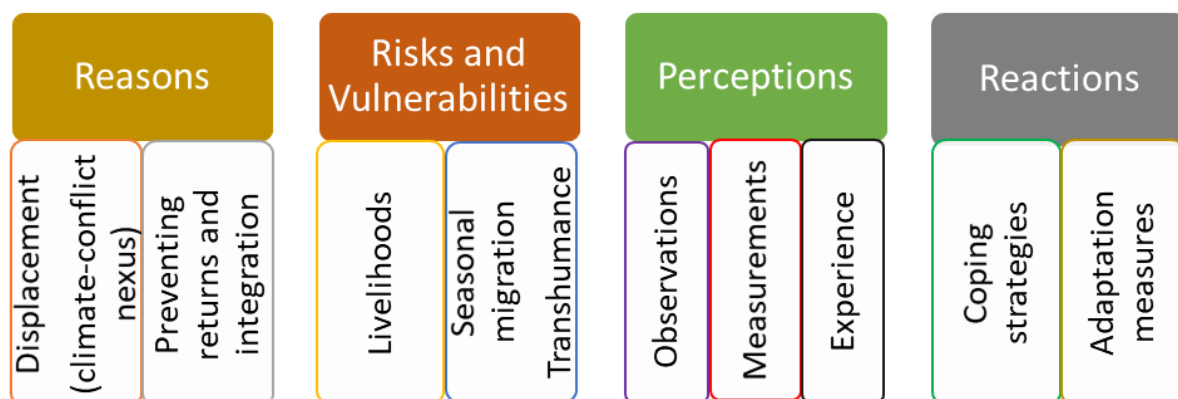 Reasons
Displacement
(climate-conflict
nexus)
Preventing
returns and
integration
Risks and
Vulnerabilities
Livelihoods
Seasonal
migration
Transhumance
Perceptions
Observations
Measurements
Experience
Reactions
Coping
strategies
Adaptation
measures